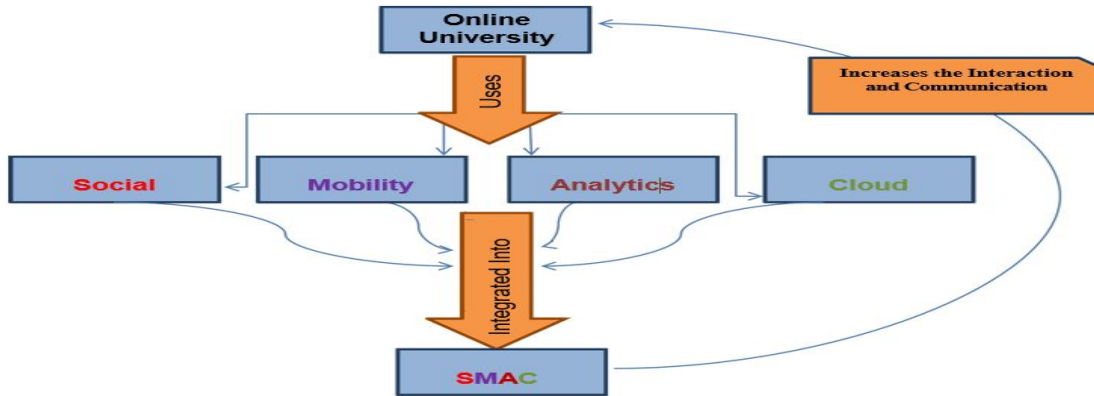 Online
University
Increases the Interaction
and Communication
Uses
Social
Mobility
Analytics
Cloud
Integrated Into
SMAC